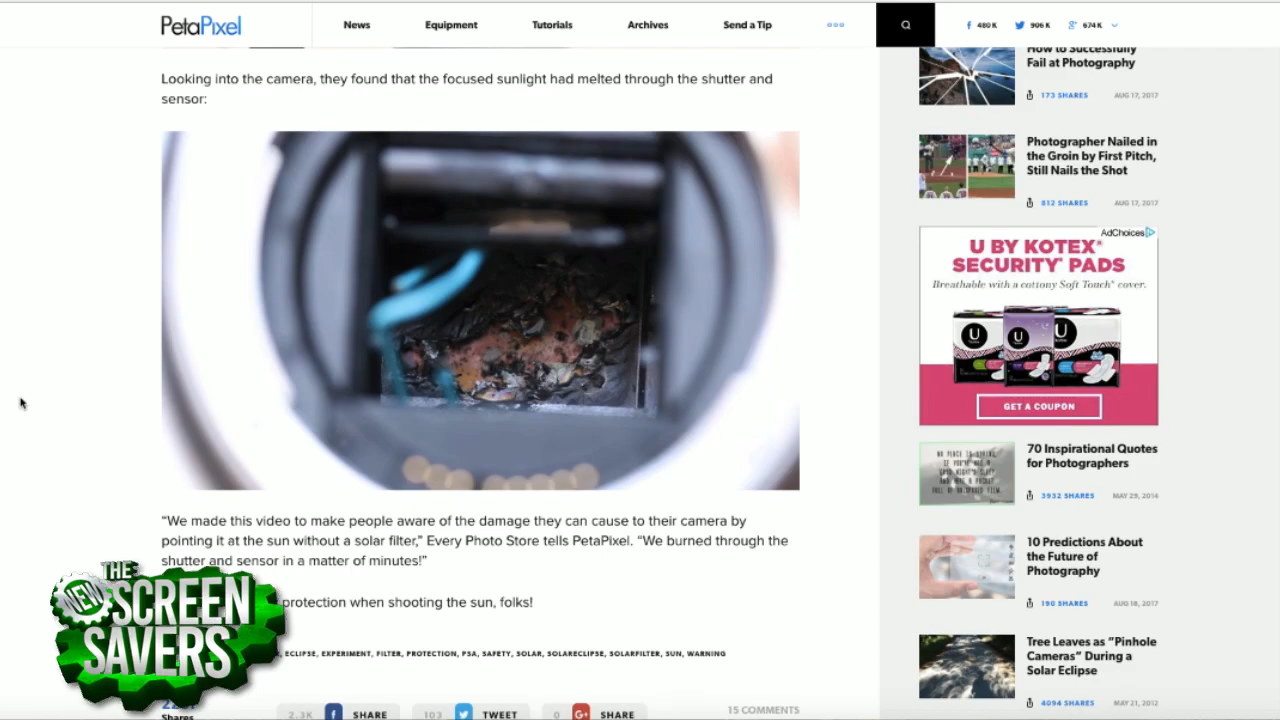 PetaPixel
News
Equipment
Tutorials
Archives
Send a Tip
480 K
906 K
674 K
Looking into the camera, they found that the focused sunlight had melted through the shutter and
sensor:
“We made this video to make people aware of the damage they can cause to their camera by
pointing it at the sun without a solar filter,” Every Photo Store tells PetaPixel. “We burned through the
shutter and sensor in a matter of minutes!”
protection when shooting the sun, folks!
, ECLIPSE, EXPERIMENT, FILTER, PROTECTION, PSA, SAFETY, SOLAR, SOLARECLIPSE, SOLARFILTER, SUN, WARNING
Shares
2.3K
SHARE
103
TWEET
0
SHARE
15 COMMENTS
THE
NEW
SCREEN
SAVERS
How to Successfully
Fail at Photography
173 SHARES
AUG 17, 2017
Photographer Nailed in
the Groin by First Pitch,
Still Nails the Shot
812 SHARES
AUG 17, 2017
AdChoices
U BY KOTEX®
SECURITY® PADS
Breathable with a cottony Soft Touch* cover.
U
U
U
GET A COUPON
70 Inspirational Quotes
for Photographers
3932 SHARES
MAY 29, 2014
10 Predictions About
the Future of
Photography
190 SHARES
AUG 18, 2017
Tree Leaves as “Pinhole
Cameras” During a
Solar Eclipse
4094 SHARES
MAY 21, 2012